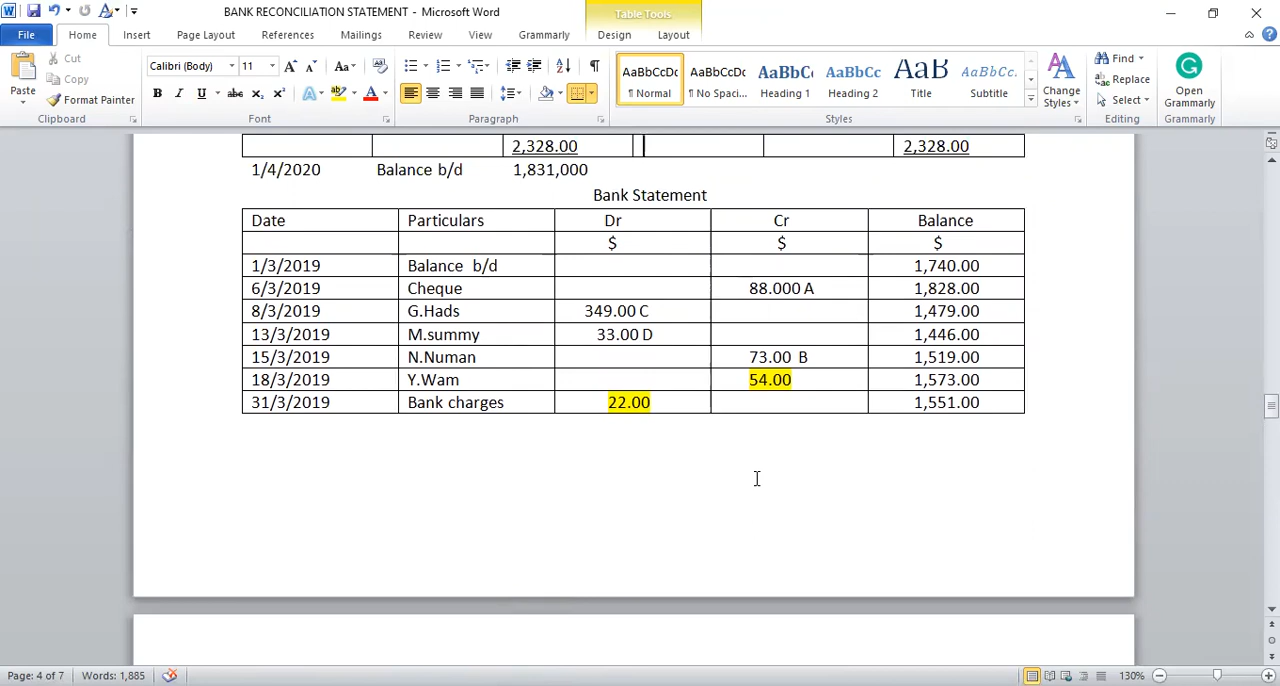 BANK RECONCILIATION STATEMENT - Microsoft Word
Table Tools
File Home Insert Page Layout References Mailings Review View Grammarly Design Layout
Paste
Cut
Copy
Format Painter
Clipboard
Calibri (Body) 11
Font
Paragraph
AaBbCcDc AaBbCcDc AaBbC AaBbCc AaB AaBbCc.
¶ Normal ¶ No Spaci... Heading 1 Heading 2 Title Subtitle
Change Styles
Styles
Find
Replace
Select
Editing
Open Grammarly
Grammarly
2,328.00 2,328.00
1/4/2020 Balance b/d 1,831,000
Bank Statement
Date Particulars Dr Cr Balance
$ $ $
1/3/2019 Balance b/d 1,740.00
6/3/2019 Cheque 88.000 A 1,828.00
8/3/2019 G.Hads 349.00 C 1,479.00
13/3/2019 M.summy 33.00 D 1,446.00
15/3/2019 N.Numan 73.00 B 1,519.00
18/3/2019 Y.Wam 54.00 1,573.00
31/3/2019 Bank charges 22.00 1,551.00
Page: 4 of 7 Words: 1,885 130%